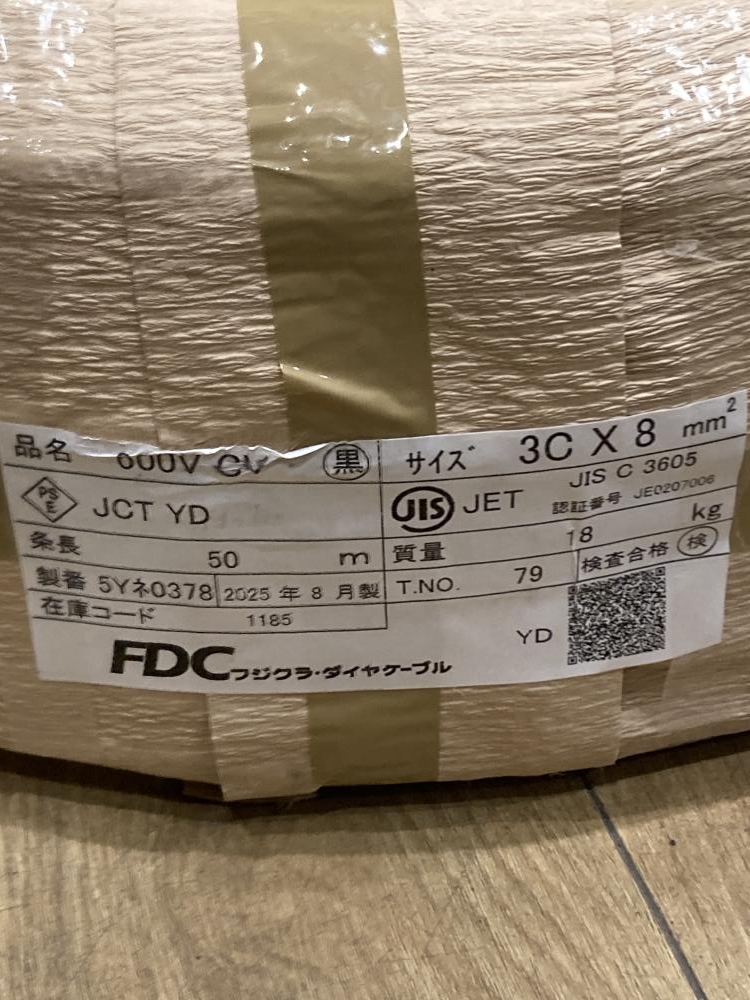 品名 600V CV 黒 サイズ 3C X 8 mm²
PSE JCT YD JIS JET JIS C 3605
認証番号 JE0207006
条長 50 m 質量 18 kg
製番 5Yネ0378 2025 年 8 月製 T.NO. 79 検査合格 検
在庫コード 1185
YD
FDC フジクラ・ダイヤケーブル